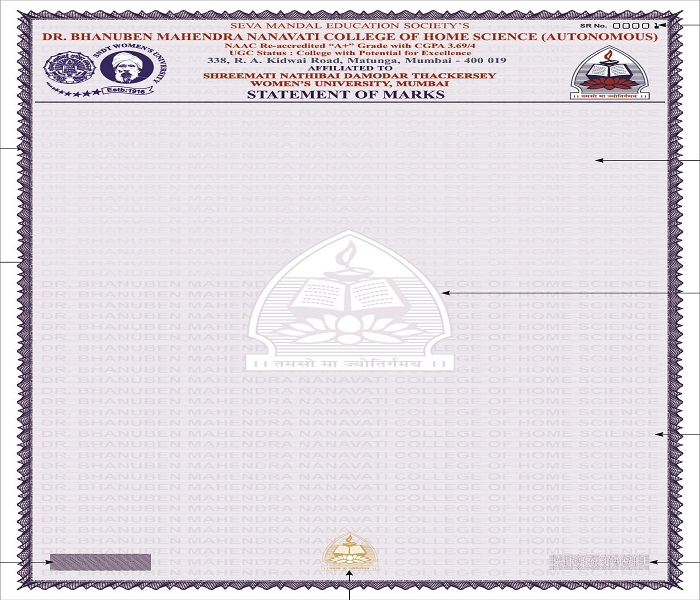 SEVA MANDAL EDUCATION SOCIETY'S
SR No. 0000
DR. BHANUBEN MAHENDRA NANAVATI COLLEGE OF HOME SCIENCE (AUTONOMOUS)
NAAC Re-accredited "A+" Grade with CGPA 3.69/4
UGC Status : College with Potential for Excellence
338, R. A. Kidwai Road, Matunga, Mumbai - 400 019
AFFILIATED TO
SHREEMATI NATHIBAI DAMODAR THACKERSEY
WOMEN'S UNIVERSITY, MUMBAI
STATEMENT OF MARKS
SNDT WOMEN'S UNIVERSITY
Estb:1916
।। तमसो मा ज्योतिर्गमय ।।
।। तमसो मा ज्योतिर्गमय ।।
DR. BHANUBEN MAHENDRA NANAVATI COLLEGE OF HOME SCIENCE